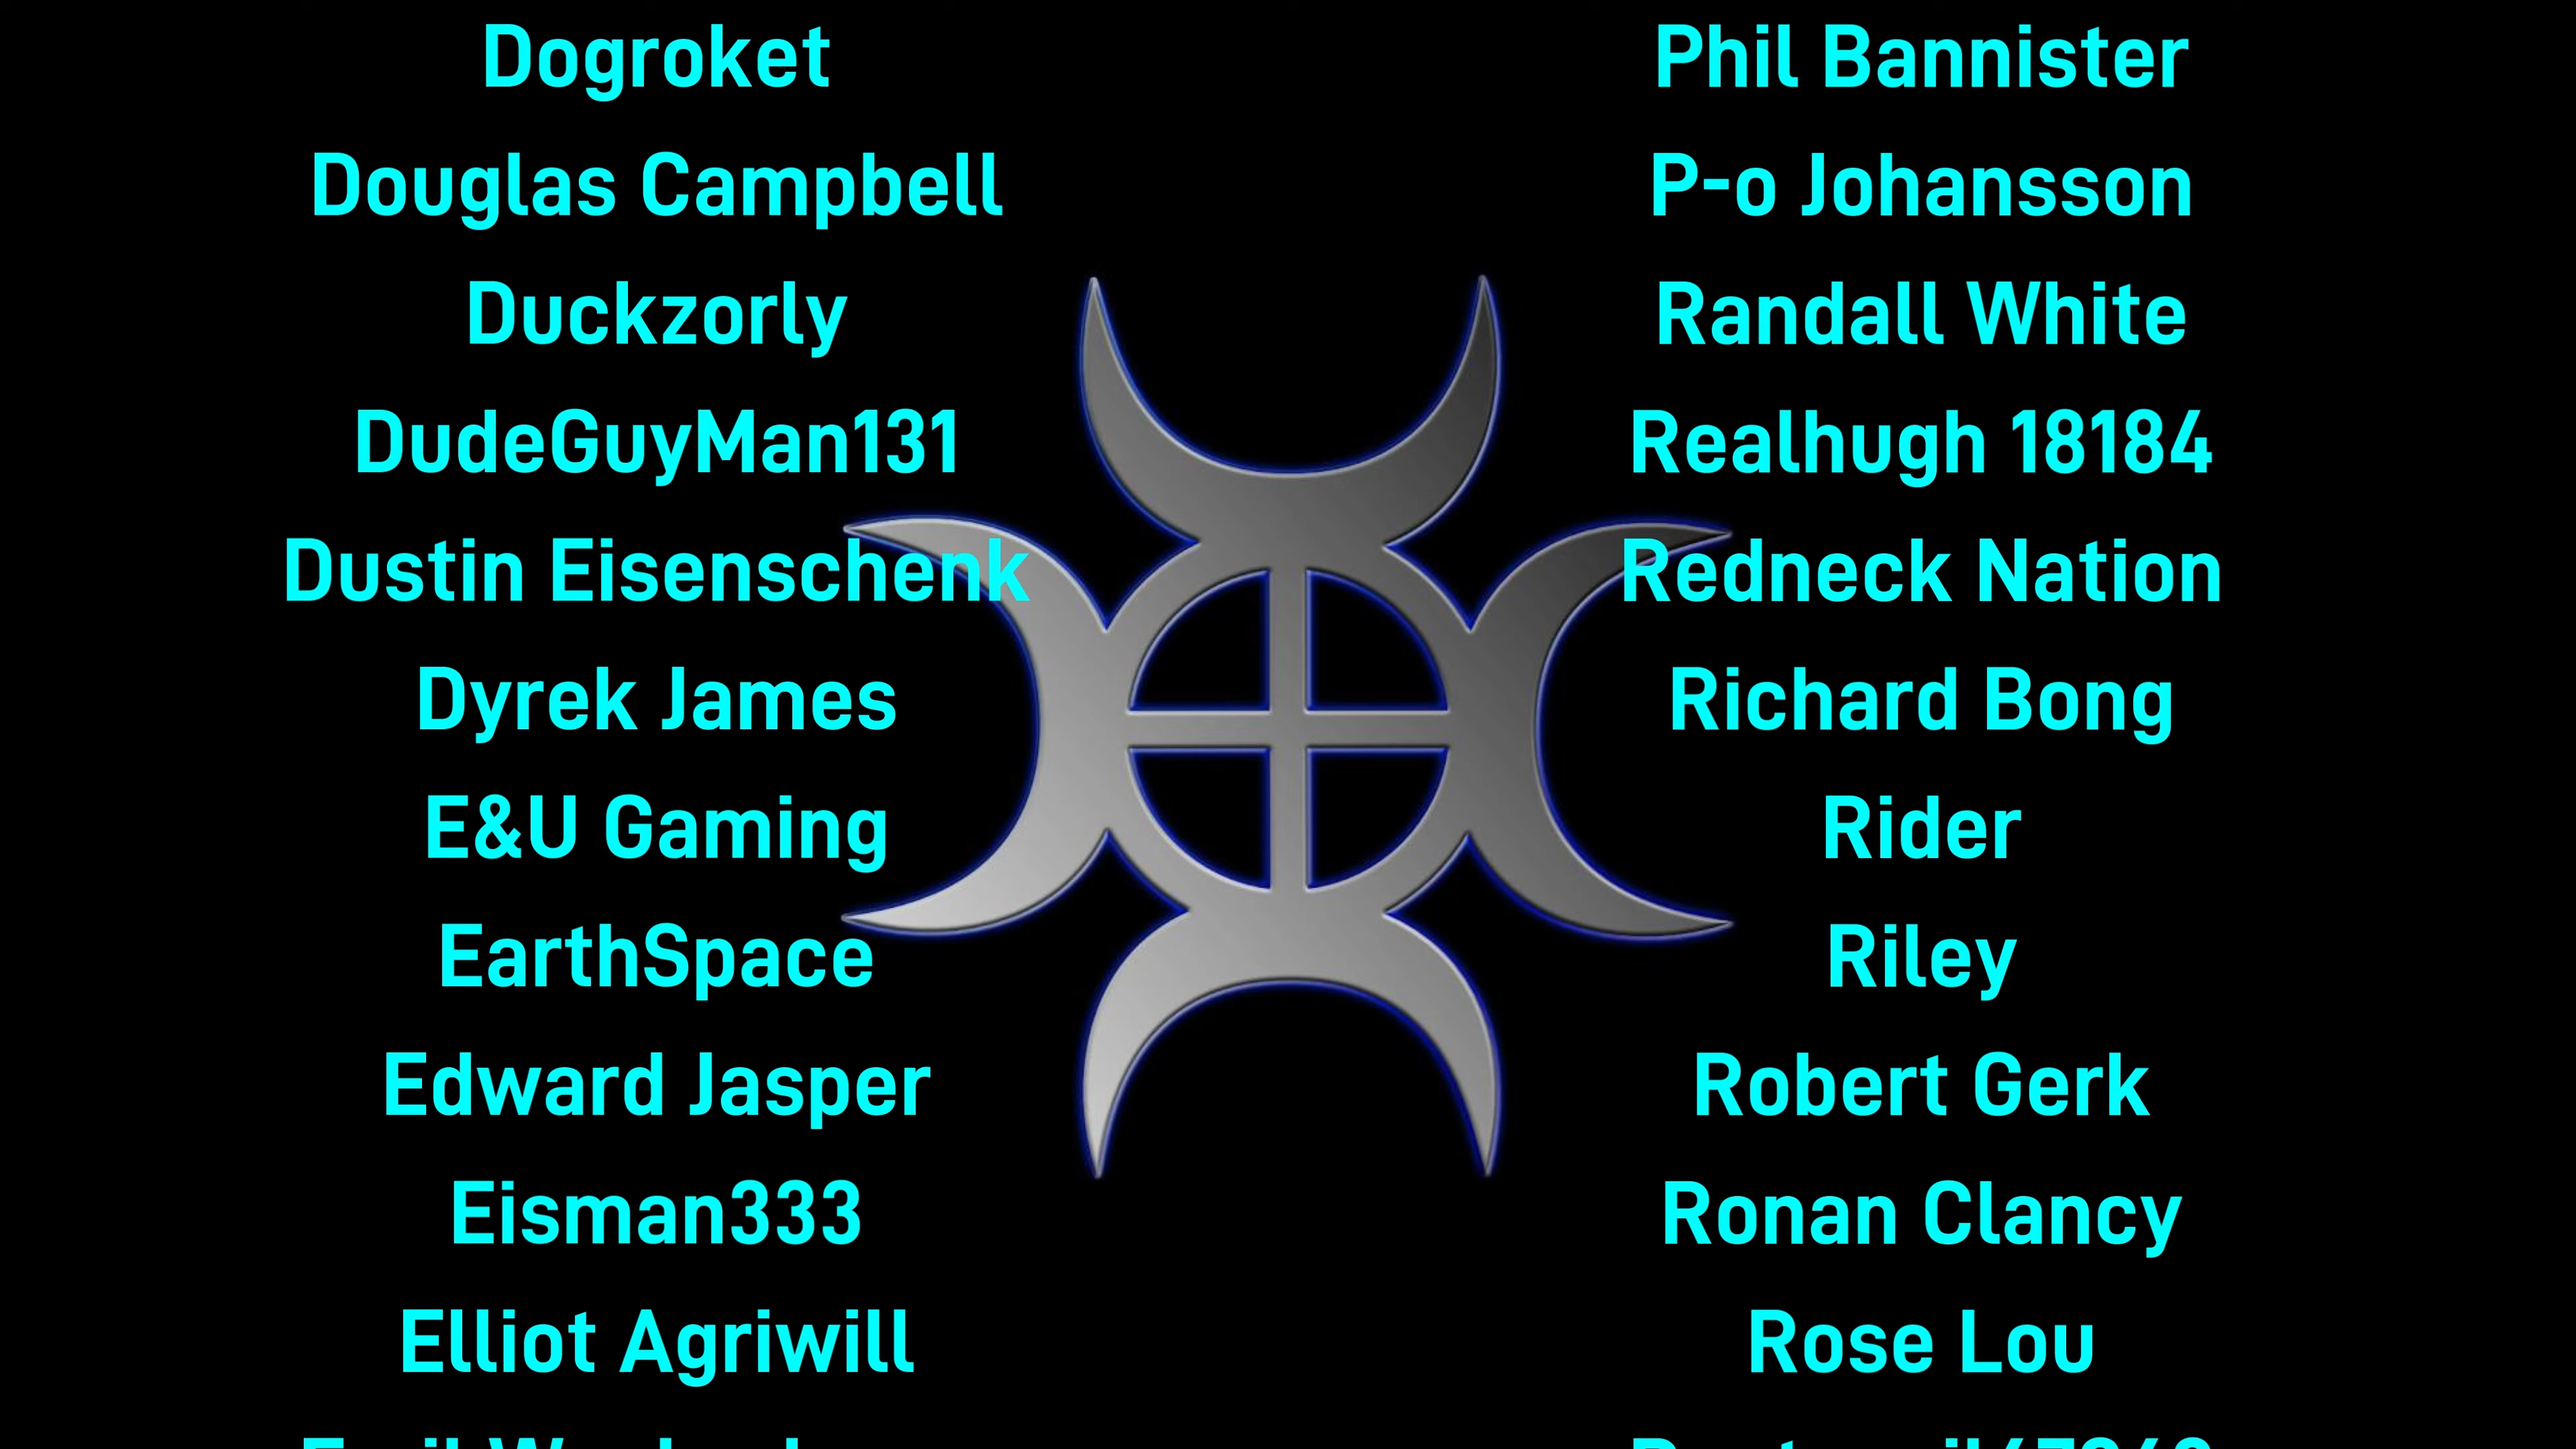 Dogroket
Douglas Campbell
Duckzorly
DudeGuyMan131
Dustin Eisenschenk
Dyrek James
E&U Gaming
EarthSpace
Edward Jasper
Eisman333
Elliot Agriwill
Phil Bannister
P-o Johansson
Randall White
Realhugh 18184
Redneck Nation
Richard Bong
Rider
Riley
Robert Gerk
Ronan Clancy
Rose Lou